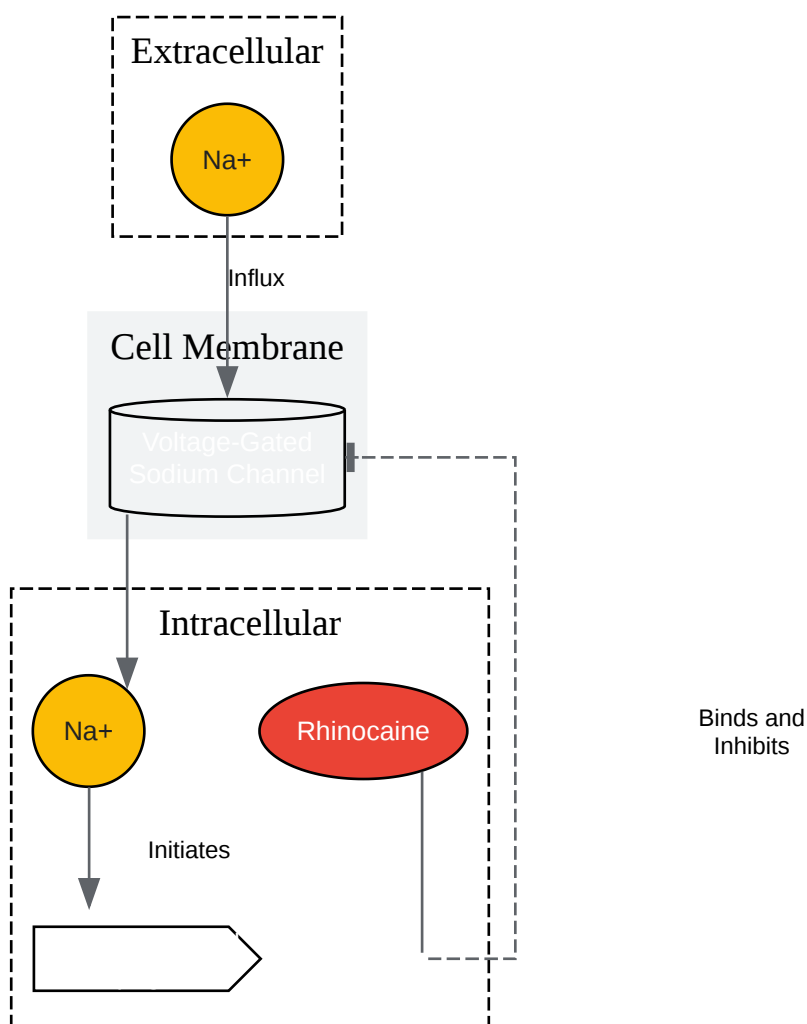 Extracellular
Na+
Influx
Cell Membrane
Voltage-Gated
Sodium Channel
Intracellular
Na+
Rhinocaine
Binds and
Inhibits
Initiates